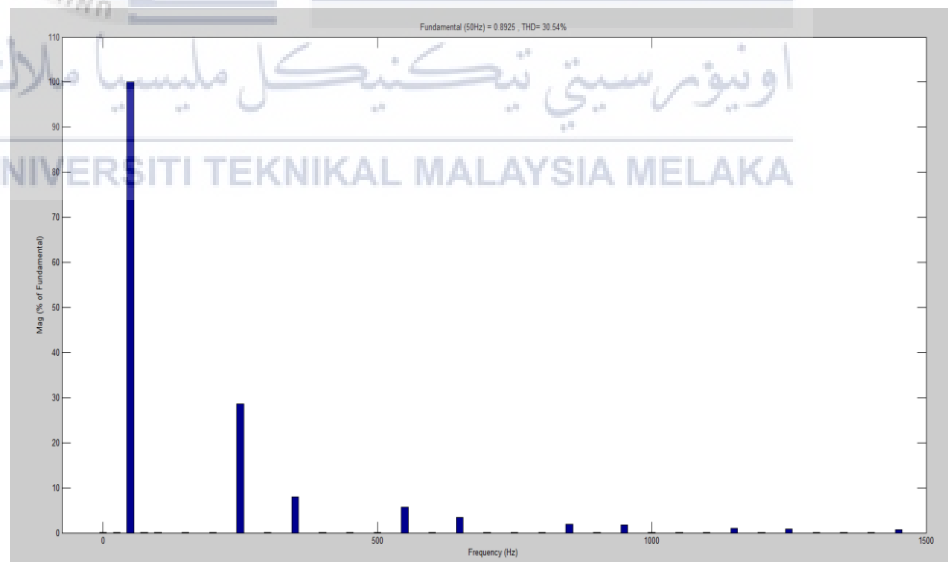 Fundamental (50Hz) = 0.8925 , THD= 30.54%
اونيۏرسيتي تيكنيكل مليسيا ملاك
UNIVERSITI TEKNIKAL MALAYSIA MELAKA
Mag (% of Fundamental)
110
100
90
80
70
60
50
40
30
20
10
0
0 500 1000 1500
Frequency (Hz)